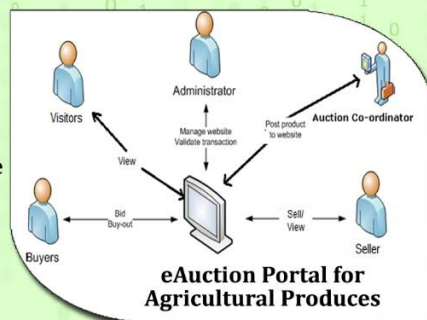 Administrator
Visitors
Auction Co-ordinator
Manage website
Validate transaction
Post product
to website
View
e
Bid
Buy-out
Sell/
View
Buyers
Seller
eAuction Portal for
Agricultural Produces